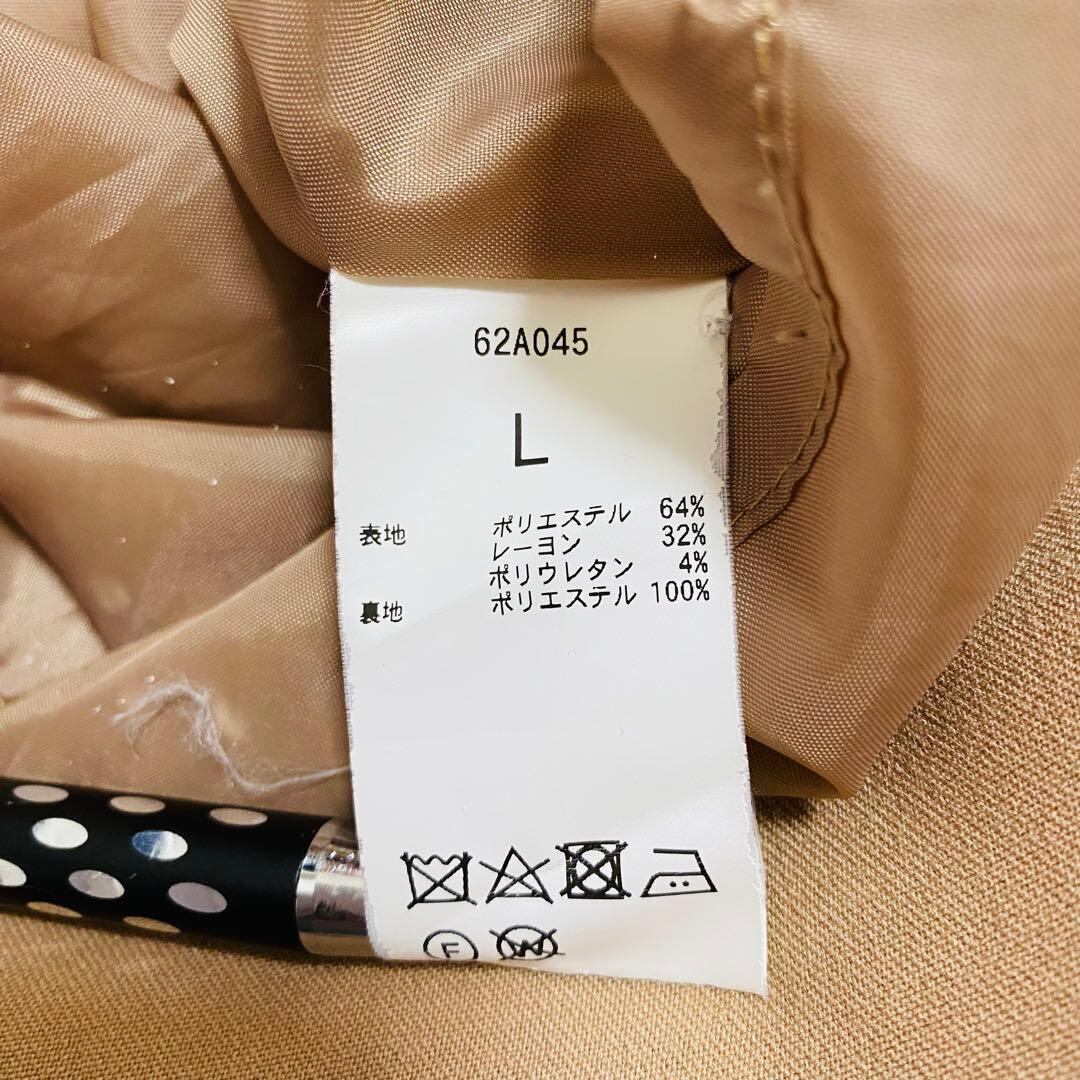 62A045
L
表地 ポリエステル 64%
レーヨン 32%
ポリウレタン 4%
裏地 ポリエステル 100%
F W